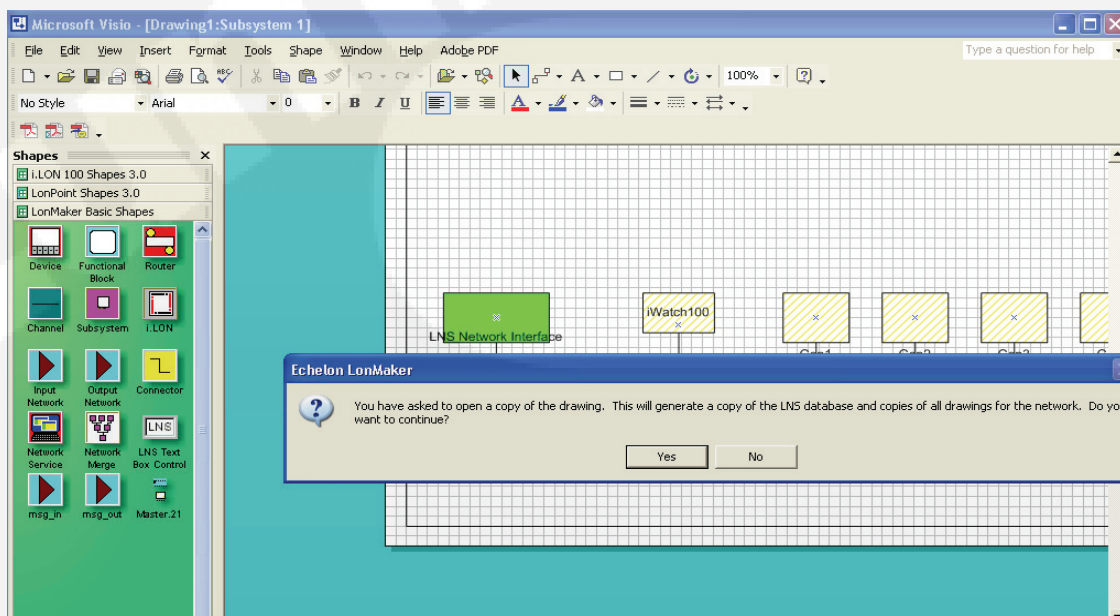 Microsoft Visio - [Drawing1:Subsystem 1]
File Edit View Insert Format Tools Shape Window Help Adobe PDF Type a question for help
ABC 100%
No Style Arial 0 B I U A
Shapes
i.LON 100 Shapes 3.0
LonPoint Shapes 3.0
LonMaker Basic Shapes
Device Functional Block Router
Channel Subsystem i.LON
Input Network Output Network Connector
LNS
Network Service Network Merge LNS Text Box Control
msg_in msg_out Master.21
iWatch100
LNS Network Interface
Echelon LonMaker
You have asked to open a copy of the drawing. This will generate a copy of the LNS database and copies of all drawings for the network. Do yo
want to continue?
Yes No